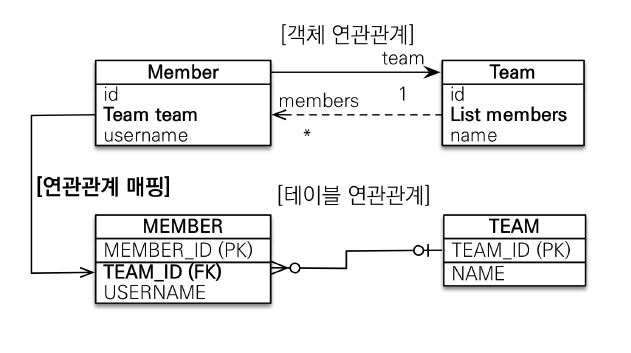 [객체 연관관계]
team
Member
Team
id
Team team
username
members
1
*
id
List members
name
[연관관계 매핑]
[테이블 연관관계]
MEMBER
MEMBER_ID (PK)
TEAM_ID (FK)
USERNAME
TEAM
TEAM_ID (PK)
NAME